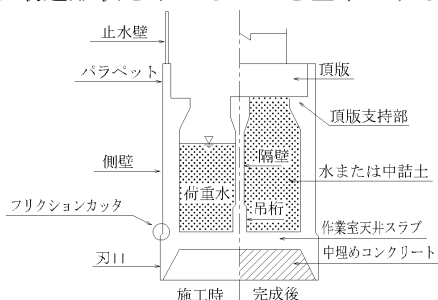 止水壁
パラペット
頂版
頂版支持部
側壁
隔壁
水または中詰土
荷重水
吊桁
フリクションカッタ
作業室天井スラブ
刃口
中埋めコンクリート
施工時
完成後